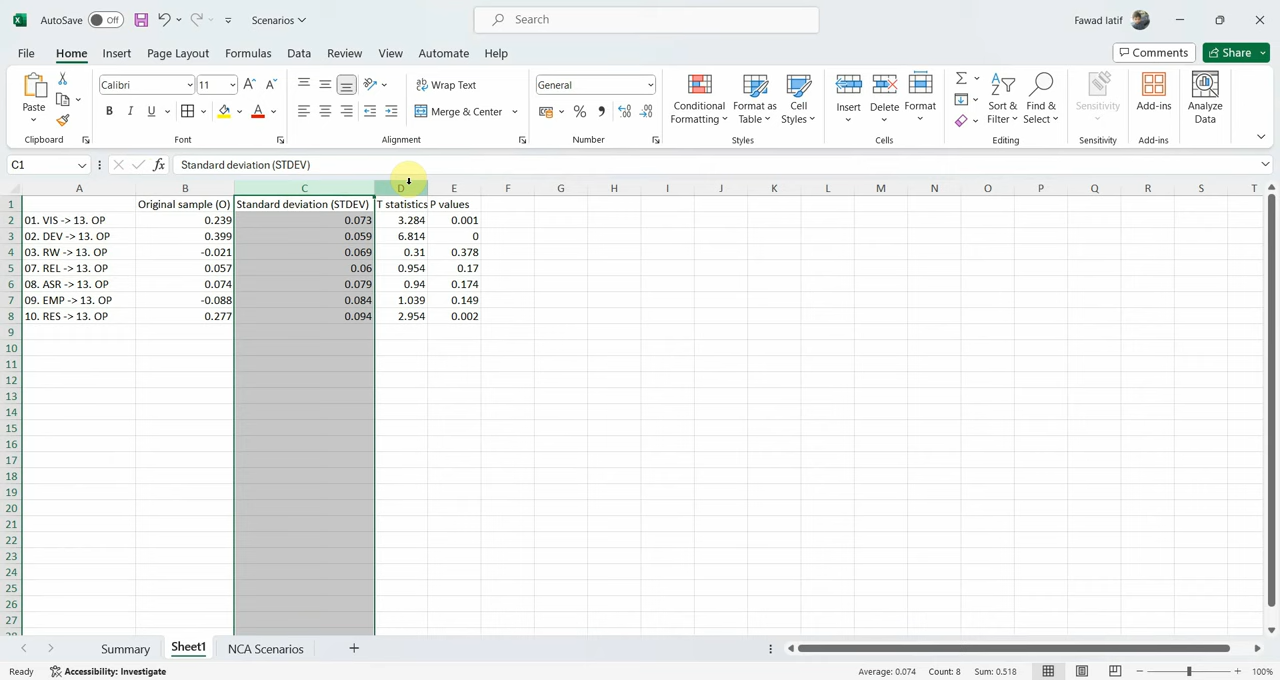 AutoSave Off Scenarios Search Fawad latif
File Home Insert Page Layout Formulas Data Review View Automate Help Comments Share
Paste Calibri 11 Wrap Text General Conditional Formatting Format as Table Cell Styles Insert Delete Format Sort & Filter Find & Select Sensitivity Add-ins Analyze Data
B I U A Merge & Center % ,
Clipboard Font Alignment Number Styles Cells Editing Sensitivity Add-ins
C1 fx Standard deviation (STDEV)
A B C D E F G H I J K L M N O P Q R S T
1 Original sample (O) Standard deviation (STDEV) T statistics P values
2 01. VIS -> 13. OP 0.239 0.073 3.284 0.001
3 02. DEV -> 13. OP 0.399 0.059 6.814 0
4 03. RW -> 13. OP -0.021 0.069 0.31 0.378
5 07. REL -> 13. OP 0.057 0.06 0.954 0.17
6 08. ASR -> 13. OP 0.074 0.079 0.94 0.174
7 09. EMP -> 13. OP -0.088 0.084 1.039 0.149
8 10. RES -> 13. OP 0.277 0.094 2.954 0.002
9
10
11
12
13
14
15
16
17
18
19
20
21
22
23
24
25
26
27
Summary Sheet1 NCA Scenarios
Ready Accessibility: Investigate Average: 0.074 Count: 8 Sum: 0.518 100%